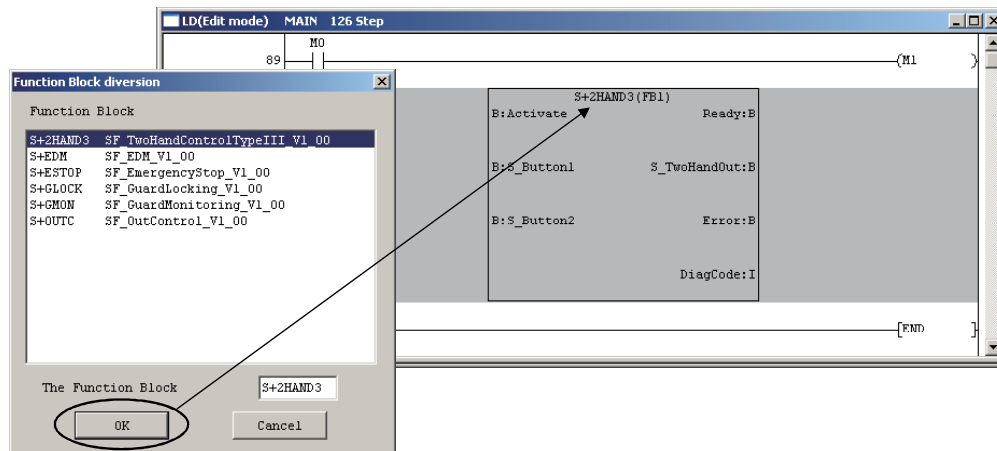 LD(Edit mode) MAIN 126 Step
M0
89
(M1 )
Function Block diversion
Function Block
S+2HAND3 SF_TwoHandControlTypeIII_V1_00
S+EDM SF_EDM_V1_00
S+ESTOP SF_EmergencyStop_V1_00
S+GLOCK SF_GuardLocking_V1_00
S+GMON SF_GuardMonitoring_V1_00
S+OUTC SF_OutControl_V1_00
The Function Block S+2HAND3
OK Cancel
S+2HAND3(FB1)
B:Activate Ready:B
B:S_Button1 S_TwoHandOut:B
B:S_Button2 Error:B
DiagCode:I
[END ]